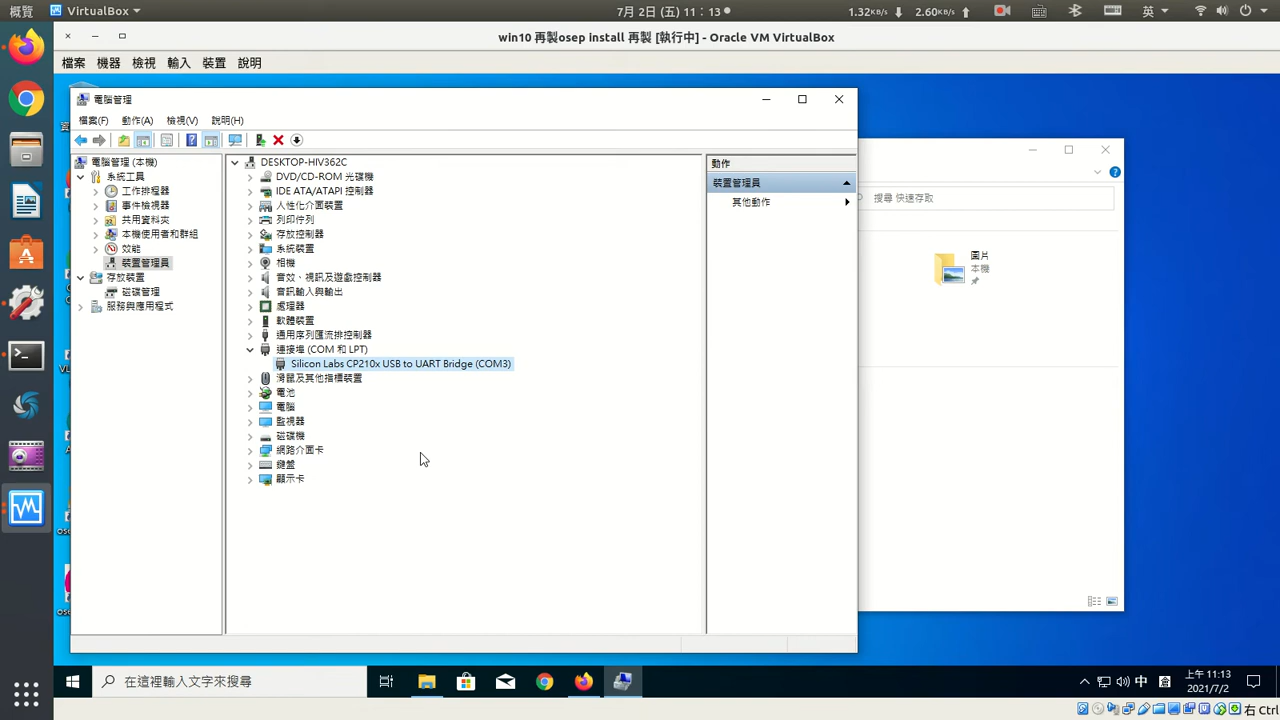 概覽
VirtualBox
7月 2日 (五) 11:13
1.32KB/s
2.60KB/s
英
win10 再製osep install 再製 [執行中] - Oracle VM VirtualBox
檔案 機器 檢視 輸入 裝置 說明
電腦管理
檔案(F) 動作(A) 檢視(V) 說明(H)
電腦管理 (本機)
系統工具
工作排程器
事件檢視器
共用資料夾
本機使用者和群組
效能
裝置管理員
存放裝置
磁碟管理
服務與應用程式
DESKTOP-HIV362C
DVD/CD-ROM 光碟機
IDE ATA/ATAPI 控制器
人性化介面裝置
列印佇列
存放控制器
系統裝置
相機
音效、視訊及遊戲控制器
音訊輸入與輸出
處理器
軟體裝置
通用序列匯流排控制器
連接埠 (COM 和 LPT)
Silicon Labs CP210x USB to UART Bridge (COM3)
滑鼠及其他指標裝置
電池
電腦
監視器
磁碟機
網路介面卡
鍵盤
顯示卡
動作
裝置管理員
其他動作
搜尋 快速存取
圖片
本機
在這裡輸入文字來搜尋
中
上午 11:13
2021/7/2
右 Ctrl